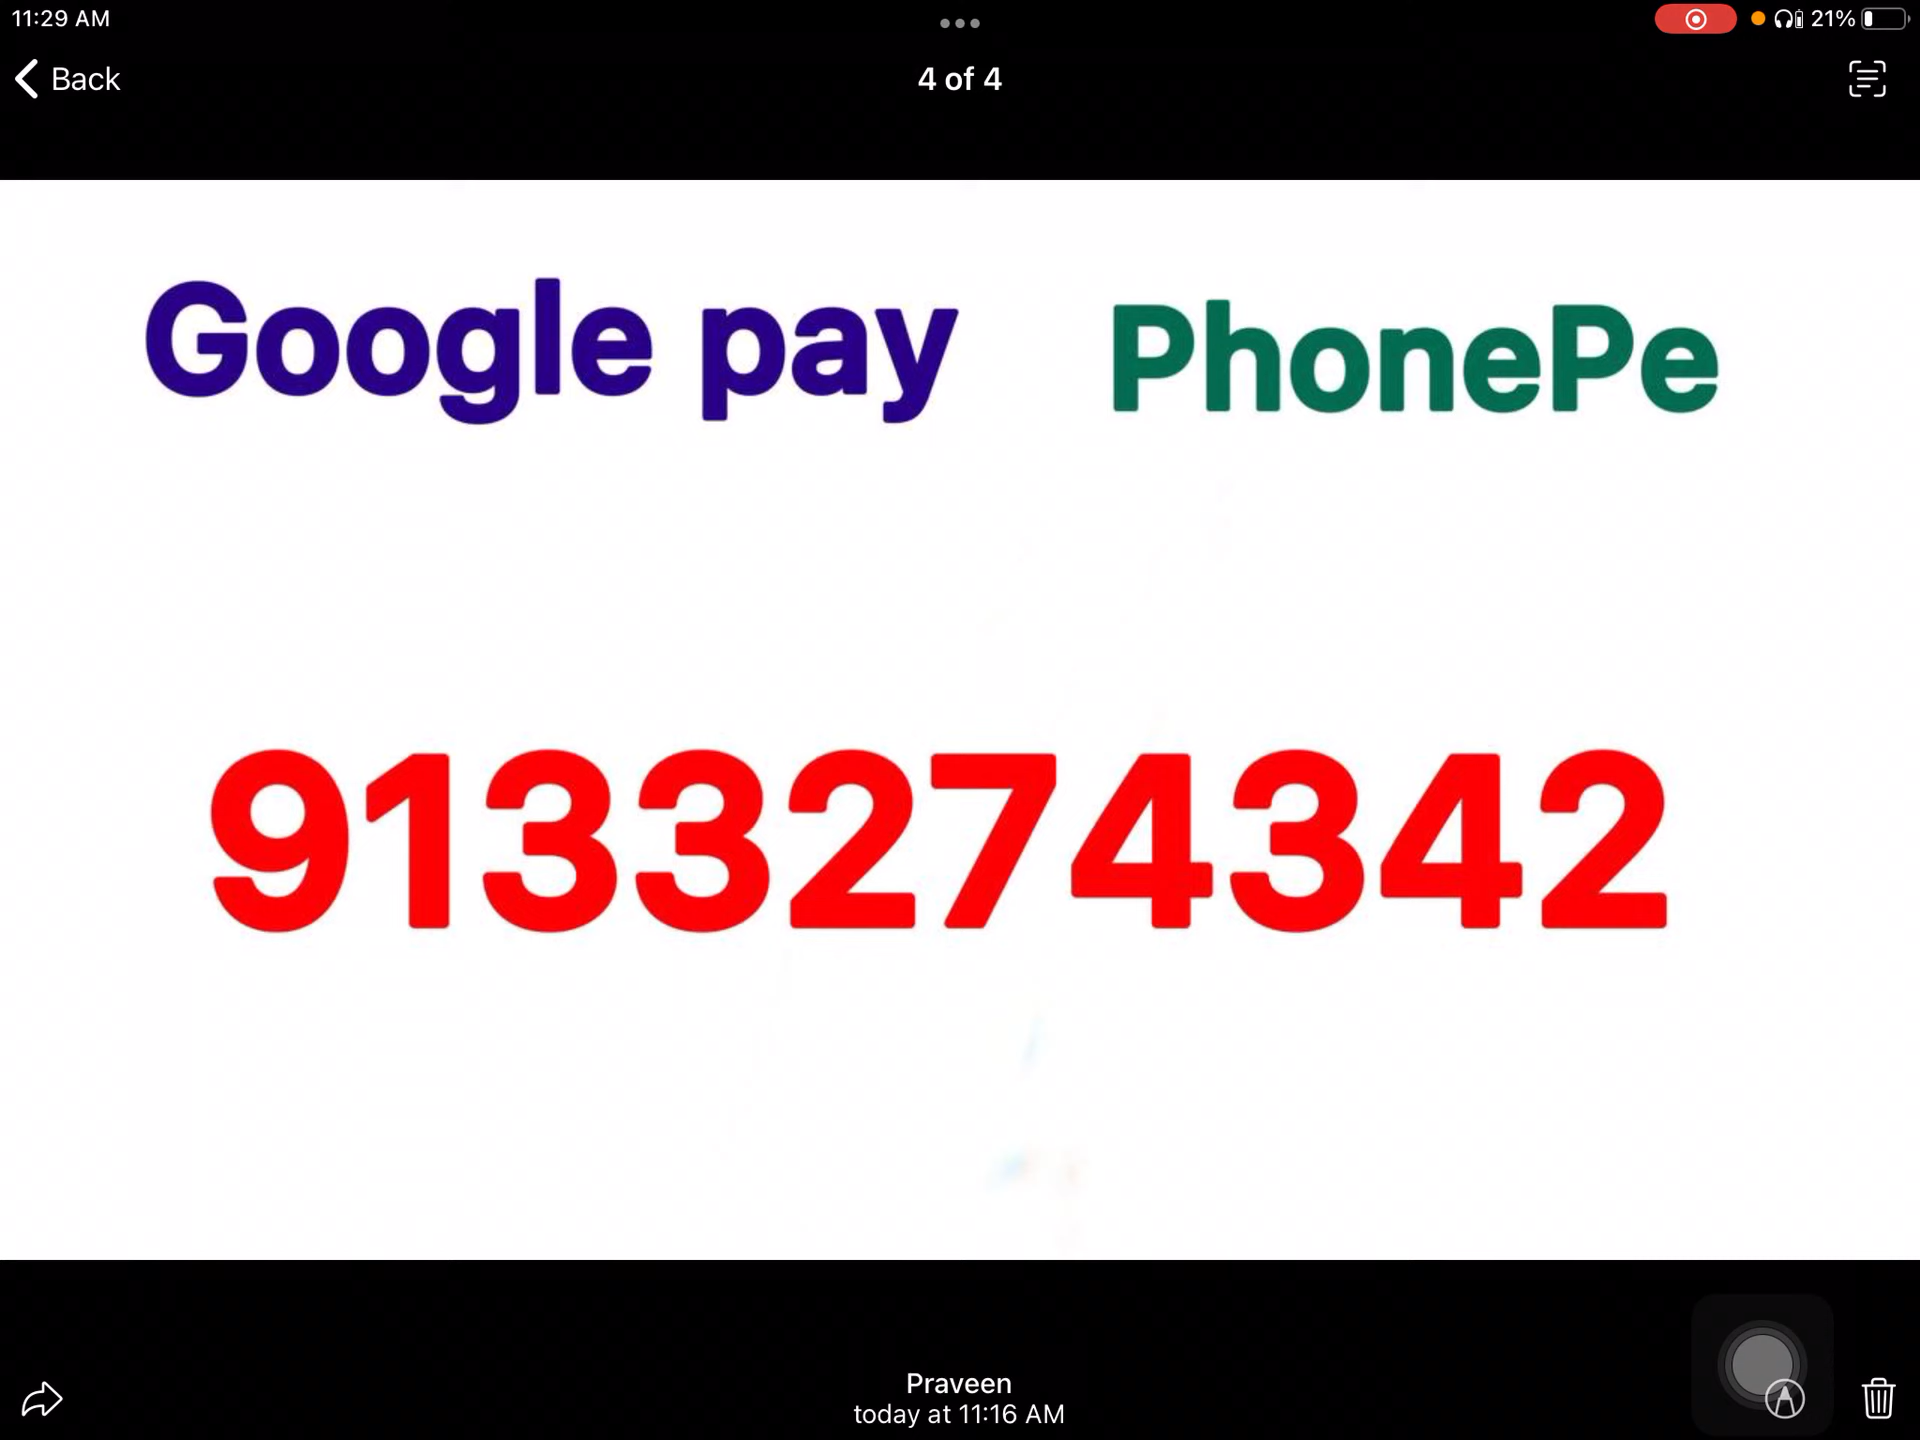 11:29 AM
21%
Back
4 of 4
Google pay PhonePe
9133274342
Praveen
today at 11:16 AM